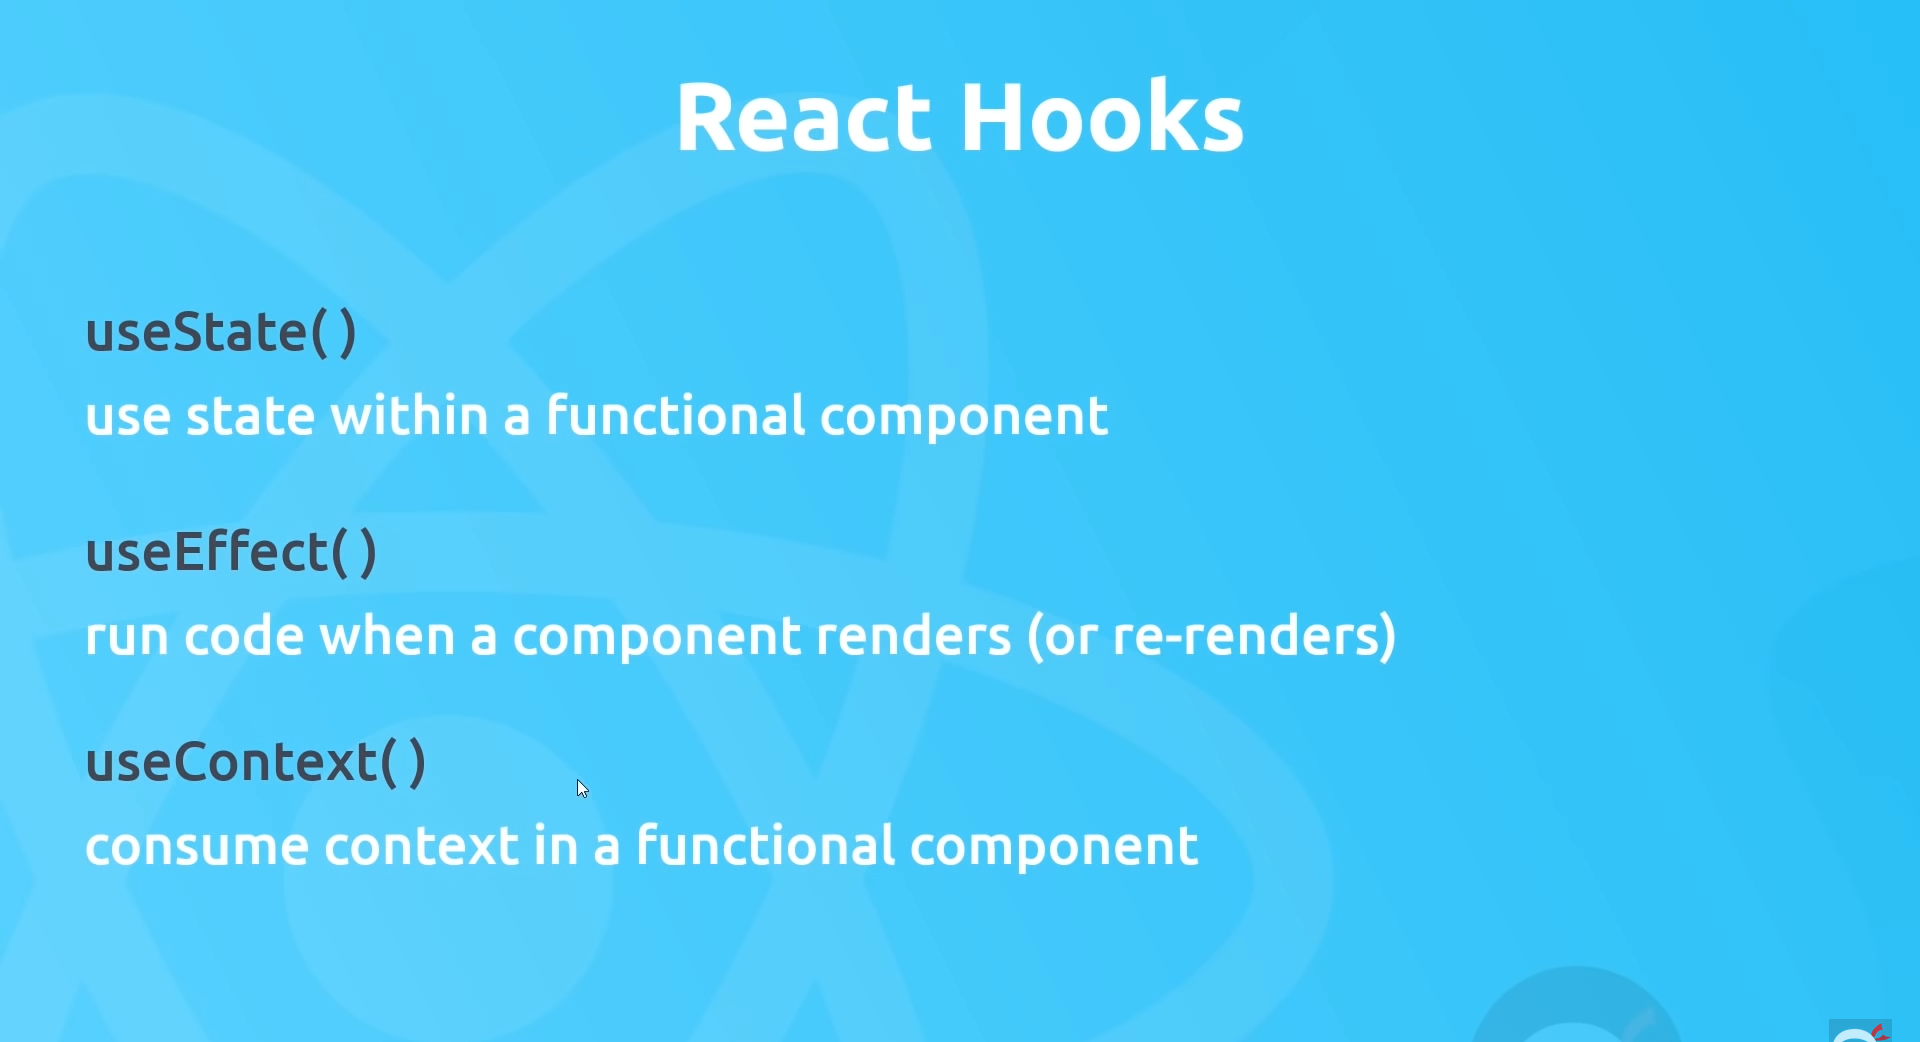 React Hooks
useState( )
use state within a functional component
useEffect( )
run code when a component renders (or re-renders)
useContext( )
consume context in a functional component